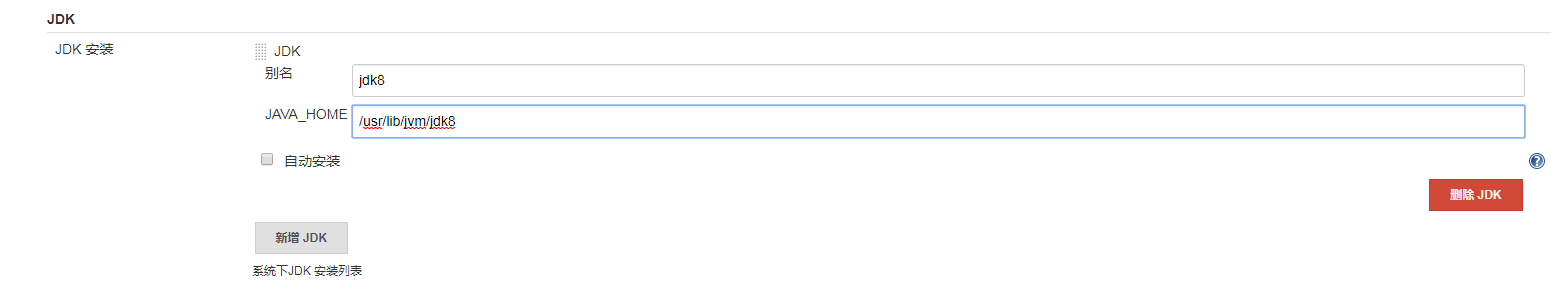 JDK
JDK 安装
JDK
别名
jdk8
JAVA_HOME
/usr/lib/jvm/jdk8
自动安装
?
删除 JDK
新增 JDK
系统下JDK 安装列表